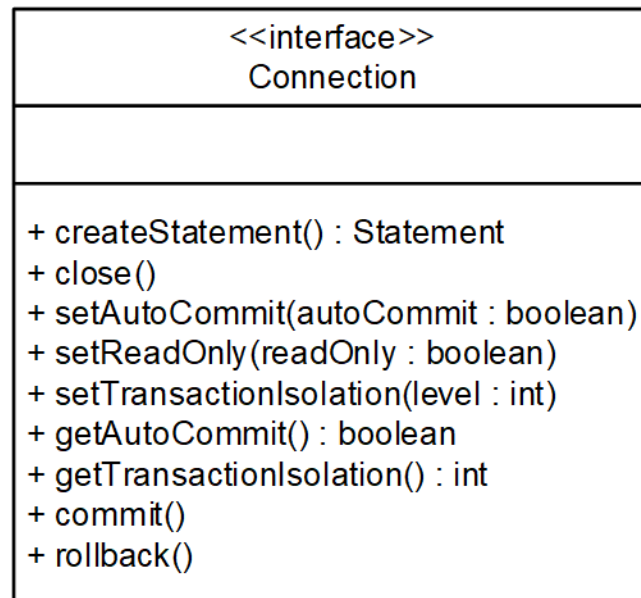 <<interface>>
Connection
+ createStatement() : Statement
+ close()
+ setAutoCommit(autoCommit : boolean)
+ setReadOnly(readOnly : boolean)
+ setTransactionIsolation(level : int)
+ getAutoCommit() : boolean
+ getTransactionIsolation() : int
+ commit()
+ rollback()